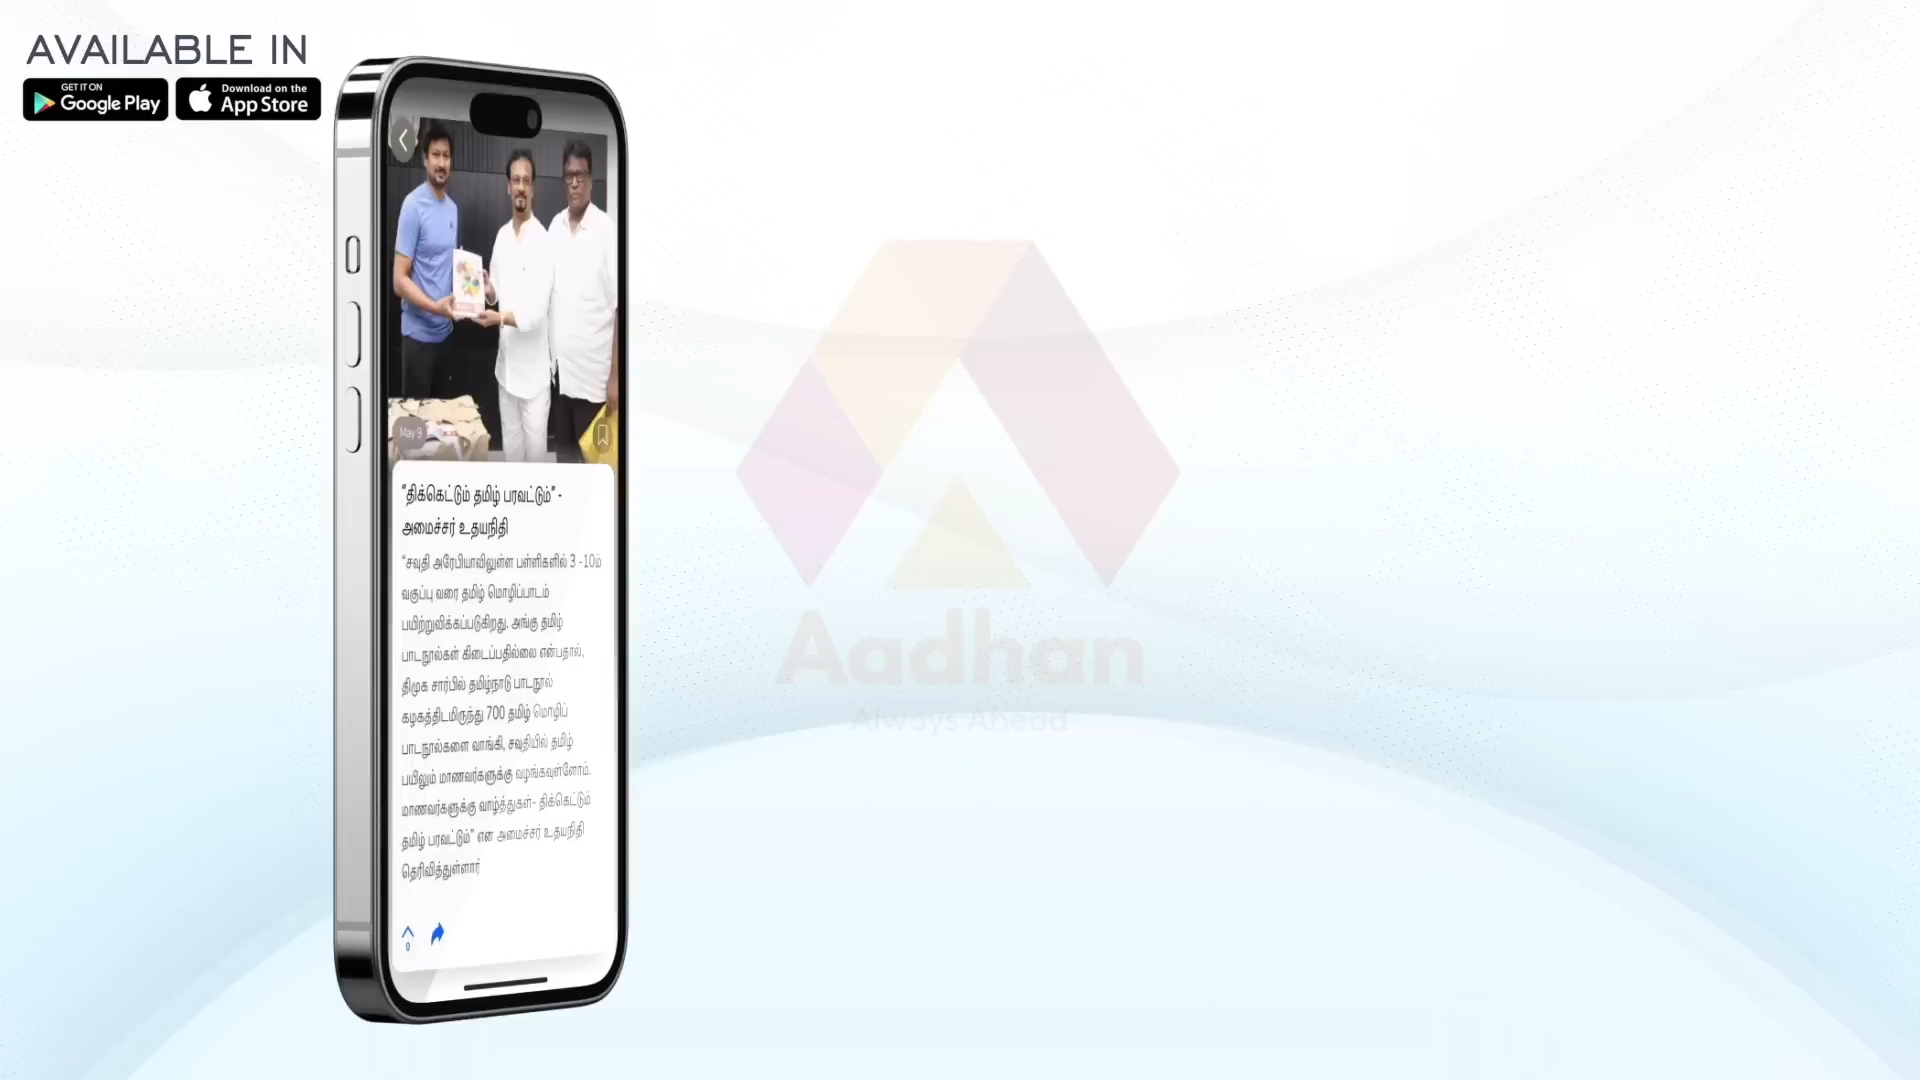 AVAILABLE IN
GET IT ON
Google Play
Download on the
App Store
May 9
"திக்கெட்டும் தமிழ் பரவட்டும்" -
அமைச்சர் உதயநிதி
"சவுதி அரேபியாவிலுள்ள பள்ளிகளில் 3 -10ம்
வகுப்பு வரை தமிழ் மொழிப்பாடம்
பயிற்றுவிக்கப்படுகிறது. அங்கு தமிழ்
பாடநூல்கள் கிடைப்பதில்லை என்பதால்,
திமுக சார்பில் தமிழ்நாடு பாடநூல்
கழகத்திடமிருந்து 700 தமிழ் மொழிப்
பாடநூல்களை வாங்கி, சவுதியில் தமிழ்
பயிலும் மாணவர்களுக்கு வழங்கவுள்ளோம்.
மாணவர்களுக்கு வாழ்த்துகள்- திக்கெட்டும்
தமிழ் பரவட்டும்" என அமைச்சர் உதயநிதி
தெரிவித்துள்ளார்
0
Aadhan
Always Ahead